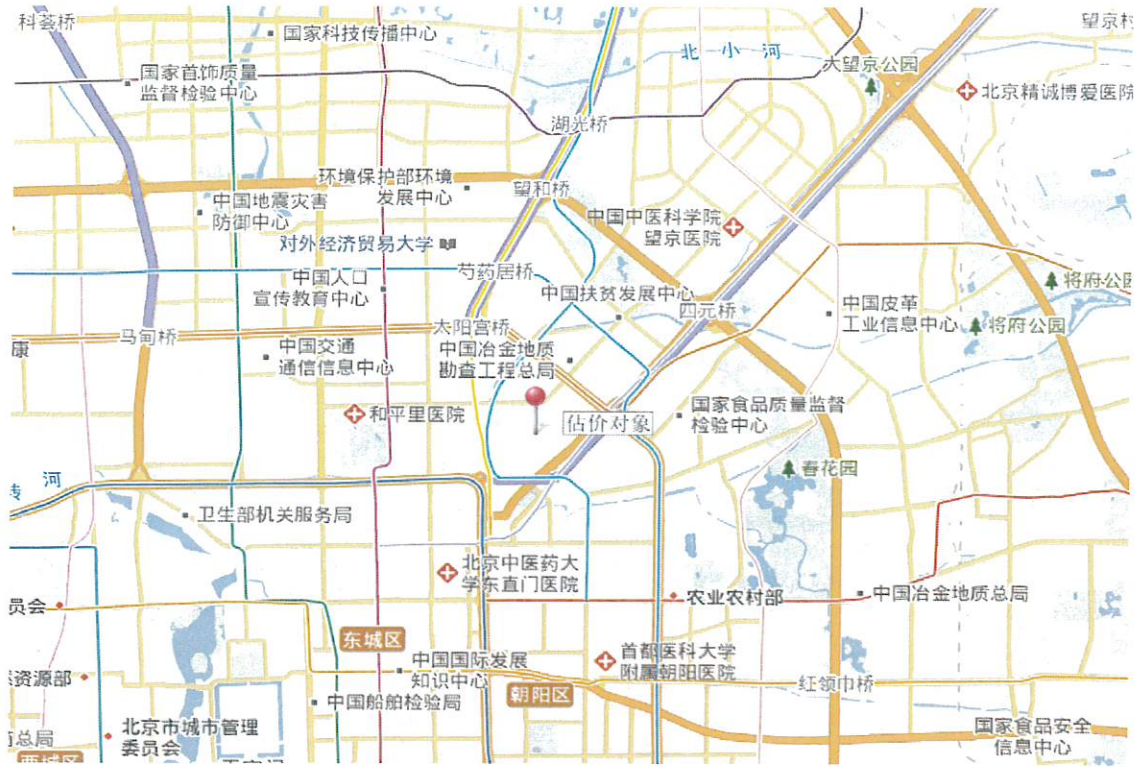 科荟桥
国家科技传播中心
北小河
望京村
大望京公园
国家首饰质量
监督检验中心
北京精诚博爱医院
湖光桥
环境保护部环境
发展中心
望和桥
中国地震灾害
防御中心
中国中医科学院
望京医院
对外经济贸易大学
芍药居桥
中国人口
宣传教育中心
中国扶贫发展中心
四元桥
中国皮革
工业信息中心
将府公园
将府公园
马甸桥
太阳宫桥
康
中国交通
通信信息中心
中国冶金地质
勘查工程总局
和平里医院
估价对象
国家食品质量监督
检验中心
春花园
河
卫生部机关服务局
北京中医药大
学东直门医院
员会
农业农村部
中国冶金地质总局
东城区
中国国际发展
知识中心
首都医科大学
附属朝阳医院
资源部
朝阳区
红领巾桥
中国船舶检验局
北京市城市管理
委员会
总局
国家食品安全
信息中心